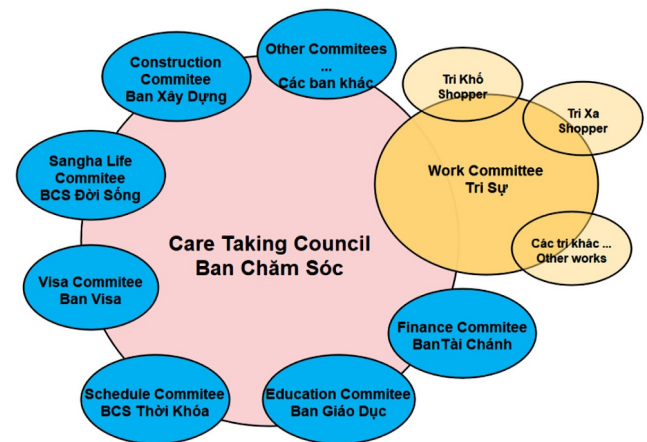 Other Commitees
...
Các ban khác
Construction
Commitee
Ban Xây Dựng
Tri Khố
Shopper
Tri Xa
Shopper
Sangha Life
Commitee
BCS Đời Sống
Work Committee
Tri Sự
Care Taking Council
Ban Chăm Sóc
Các tri khác ...
Other works
Visa Commitee
Ban Visa
Finance Commitee
BanTài Chánh
Schedule Commitee
BCS Thời Khóa
Education Commitee
Ban Giáo Dục